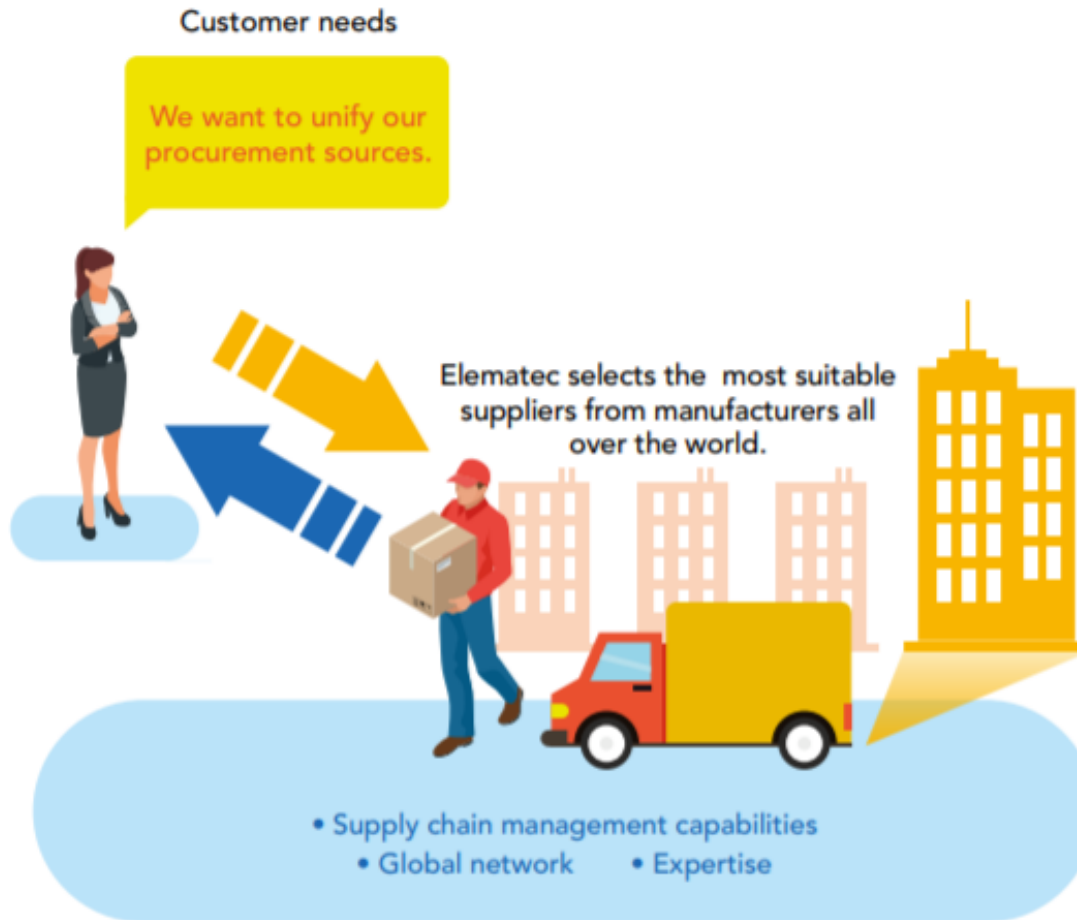 Customer needs
We want to unify our
procurement sources.
Elematec selects the most suitable
suppliers from manufacturers all
over the world.
• Supply chain management capabilities
• Global network • Expertise